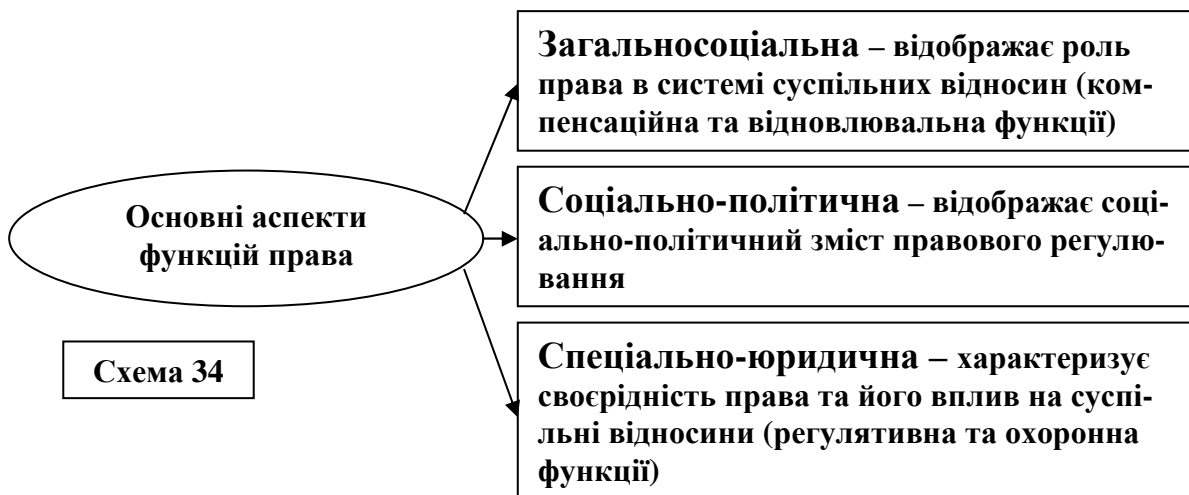 Загальносоціальна – відображає роль
права в системі суспільних відносин (ком-
пенсаційна та відновлювальна функції)
Основні аспекти
функцій права
Соціально-політична – відображає соці-
ально-політичний зміст правового регулю-
вання
Схема 34
Спеціально-юридична – характеризує
своєрідність права та його вплив на суспі-
льні відносини (регулятивна та охоронна
функції)